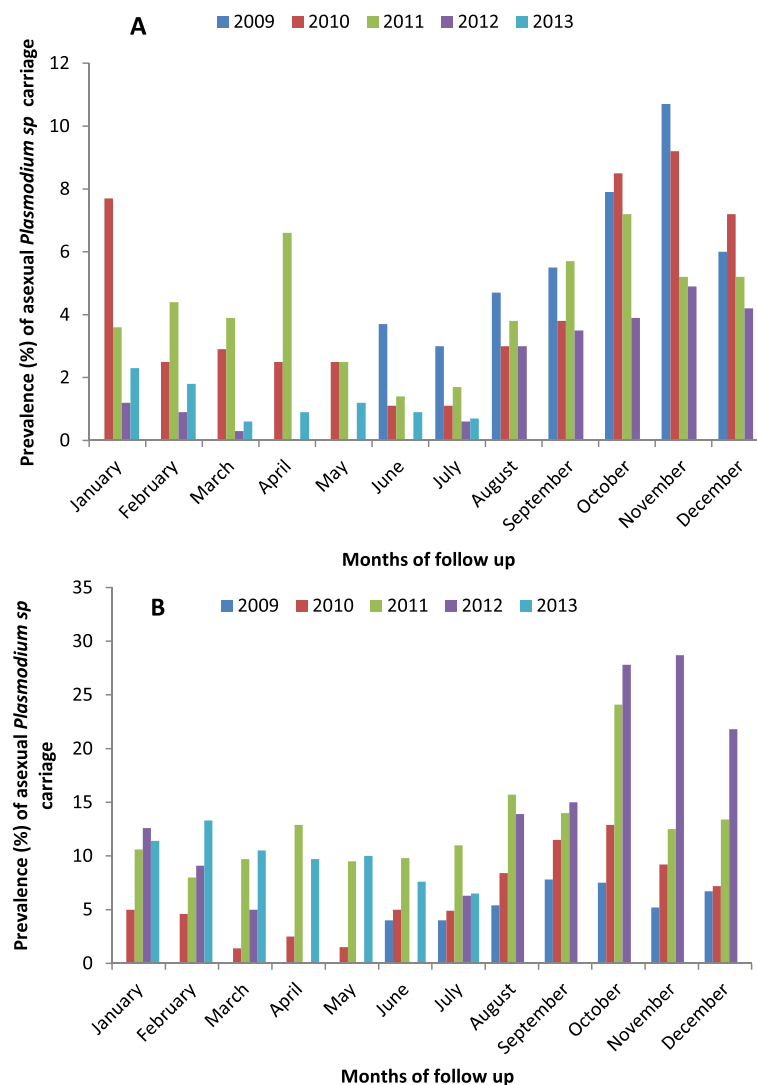 A
2009 2010 2011 2012 2013
Prevalence (%) of asexual Plasmodium sp carriage
12
10
8
6
4
2
0
January February March April May June July August September October November December
Months of follow up
B
2009 2010 2011 2012 2013
Prevalence (%) of asexual Plasmodium sp
carriage
35
30
25
20
15
10
5
0
January February March April May June July August September October November December
Months of follow up